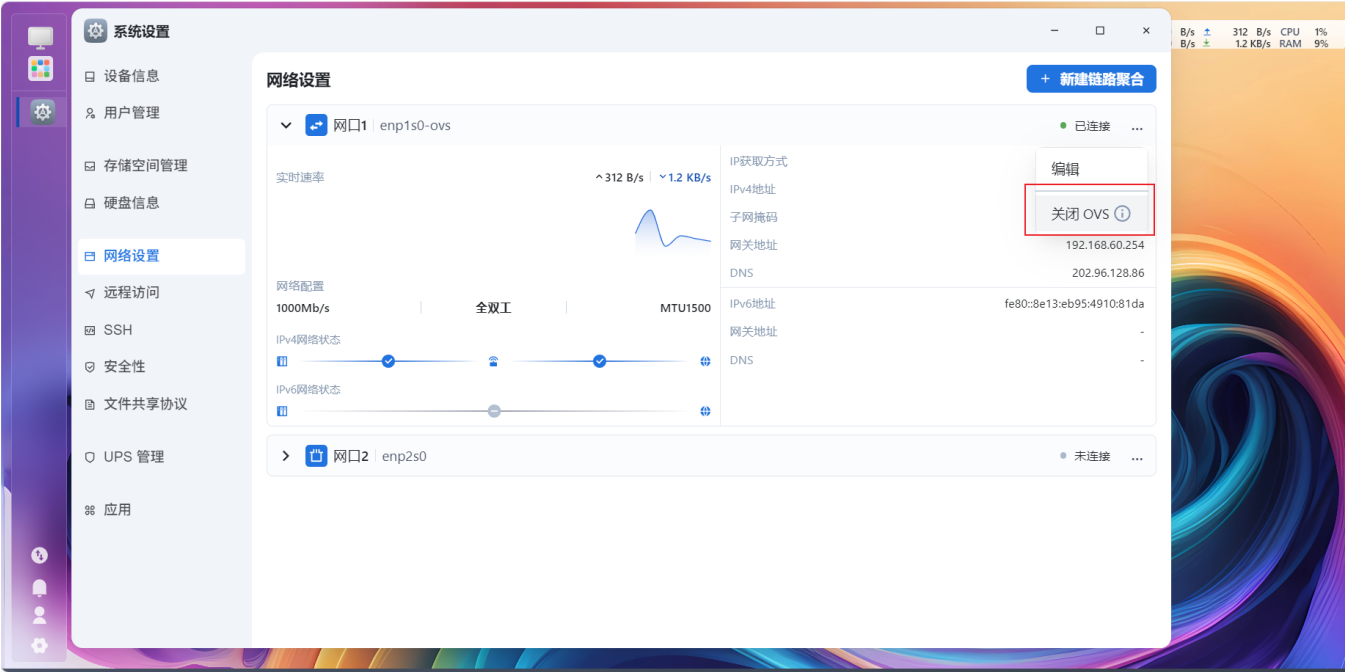 系统设置
B/s 312 B/s CPU 1%
B/s 1.2 KB/s RAM 9%
设备信息
用户管理
存储空间管理
硬盘信息
网络设置
远程访问
SSH
安全性
文件共享协议
UPS 管理
应用
网络设置
+ 新建链路聚合
网口1 enp1s0-ovs
已连接 ...
编辑
关闭 OVS
实时速率
312 B/s
1.2 KB/s
网络配置
1000Mb/s 全双工 MTU1500
IPv4网络状态
IPv6网络状态
IP获取方式
IPv4地址
子网掩码
网关地址 192.168.60.254
DNS 202.96.128.86
IPv6地址 fe80::8e13:eb95:4910:81da
网关地址 -
DNS -
网口2 enp2s0
未连接 ...